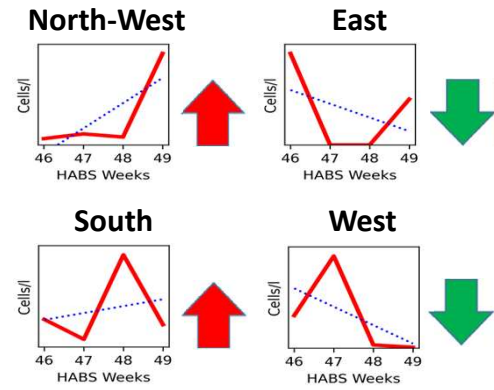 North-West
Cells/l
46 47 48 49
HABS Weeks
East
Cells/l
46 47 48 49
HABS Weeks
South
Cells/l
46 47 48 49
HABS Weeks
West
Cells/l
46 47 48 49
HABS Weeks